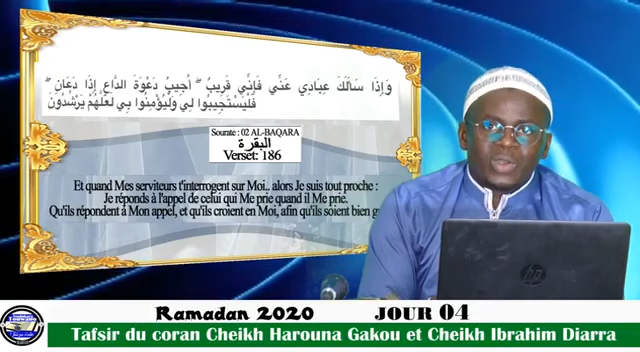 وَإِذَا سَأَلَكَ عِبَادِي عَنِّي فَإِنِّي قَرِيبٌ ۖ أُجِيبُ دَعْوَةَ الدَّاعِ إِذَا دَعَانِ ۖ
فَلْيَسْتَجِيبُوا لِي وَلْيُؤْمِنُوا بِي لَعَلَّهُمْ يَرْشُدُونَ
Sourate : 02 AL-BAQARA
البقرة
Verset: 186
Et quand Mes serviteurs t'interrogent sur Moi.. alors Je suis tout proche :
Je réponds à l'appel de celui qui Me prie quand il Me prie.
Qu'ils répondent à Mon appel, et qu'ils croient en Moi, afin qu'ils soient bien
hp
Ramadan 2020 JOUR 04
Tafsir du coran Cheikh Harouna Gakou et Cheikh Ibrahim Diarra